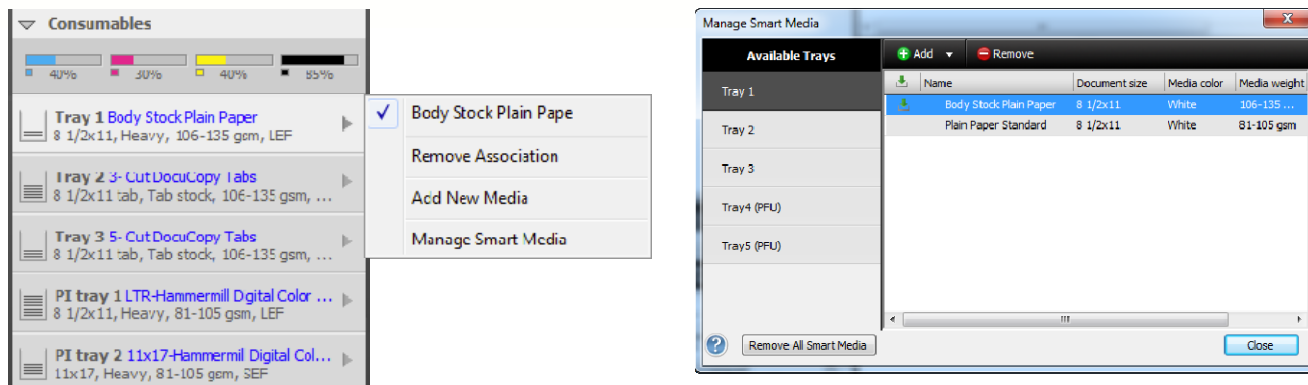 Consumables
40% 30% 40% 85%
Tray 1 Body Stock Plain Paper
8 1/2x11, Heavy, 106-135 gsm, LEF
Tray 2 3- Cut DocuCopy Tabs
8 1/2x11 tab, Tab stock, 106-135 gsm, ...
Tray 3 5- Cut DocuCopy Tabs
8 1/2x11 tab, Tab stock, 106-135 gsm, ...
PI tray 1 LTR-Hammermill Digital Color ...
8 1/2x11, Heavy, 81-105 gsm, LEF
PI tray 2 11x17-Hammermil Digital Col...
11x17, Heavy, 81-105 gsm, SEF
Body Stock Plain Pape
Remove Association
Add New Media
Manage Smart Media
Manage Smart Media
Available Trays
Tray 1
Tray 2
Tray 3
Tray4 (PFU)
Tray5 (PFU)
Add Remove
Name Document size Media color Media weight
Body Stock Plain Paper 8 1/2x11 White 106-135 ...
Plain Paper Standard 8 1/2x11 White 81-105 gsm
Remove All Smart Media
Close